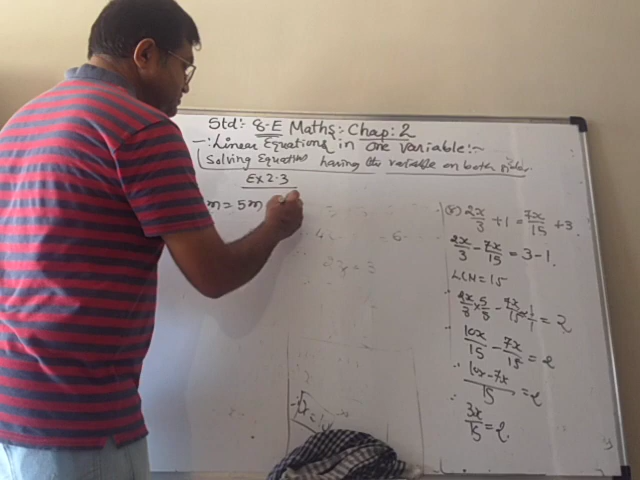 Std:- 8.E Maths:- Chap: 2
-:Linear Equations in one Variable:-
Solving Equations having the variable on both sides.
Ex 2.3
m = 5m
2x = 3
(8) 2x/3 + 1 = 7x/15 + 3.
2x/3 - 7x/15 = 3-1.
LCM = 15
2x/3 × 5/5 - 7x/15 × 1/1 = 2
10x/15 - 7x/15 = 2
∴ 10x-7x/15 = 2
∴ 3x/15 = 2.